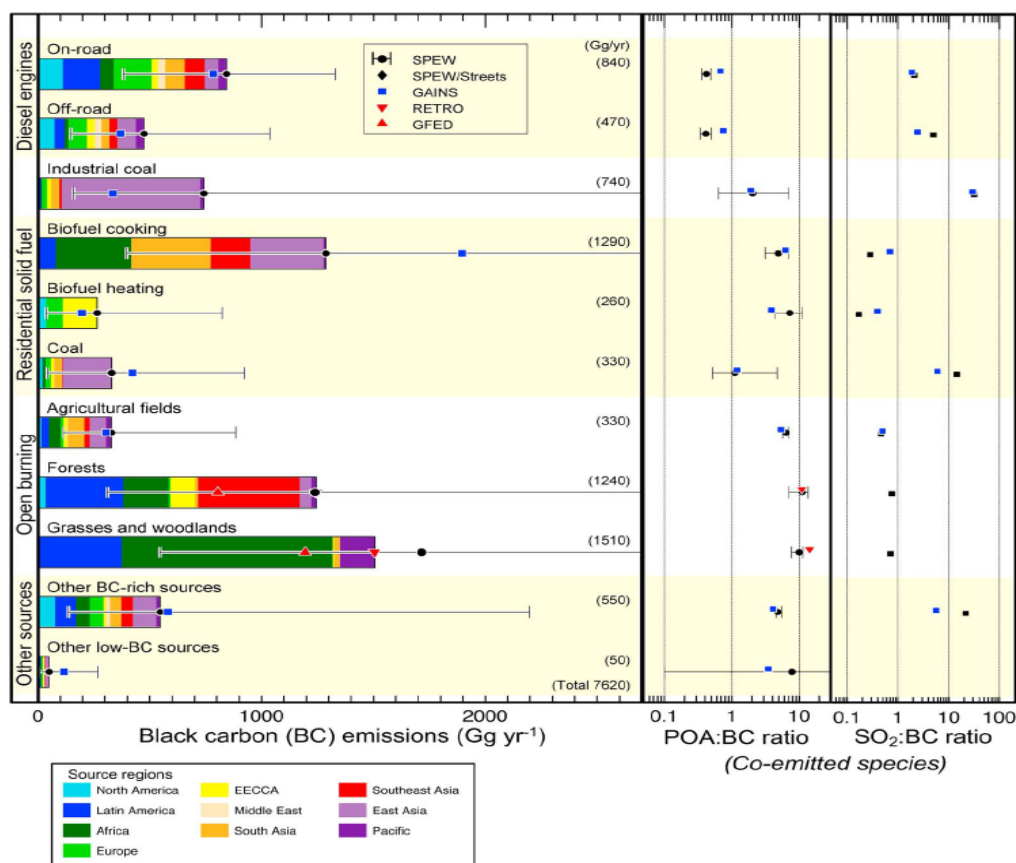 Diesel engines
On-road
(Gg/yr)
(840)
Off-road
(470)
Industrial coal
(740)
Residential solid fuel
Biofuel cooking
(1290)
Biofuel heating
(260)
Coal
(330)
Open burning
Agricultural fields
(330)
Forests
(1240)
Grasses and woodlands
(1510)
Other sources
Other BC-rich sources
(550)
Other low-BC sources
(50)
(Total 7620)
SPEW
SPEW/Streets
GAINS
RETRO
GFED
0 1000 2000
Black carbon (BC) emissions (Gg yr⁻¹)
0.1 1 10
POA:BC ratio
0.1 1 10 100
SO₂:BC ratio
(Co-emitted species)
Source regions
North America
Latin America
Africa
Europe
EECCA
Middle East
South Asia
Southeast Asia
East Asia
Pacific